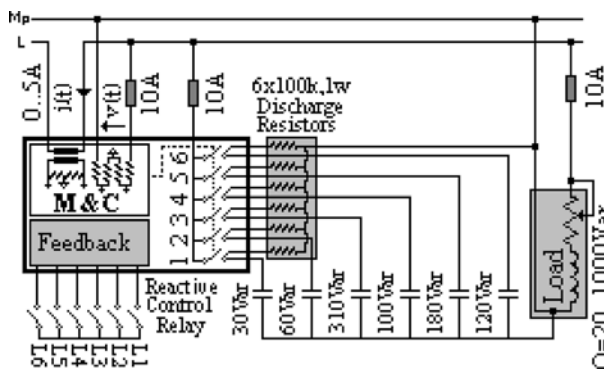 Mp
L
0..5A
i(t)
v(t)
10A
10A
6x100k,1w
Discharge
Resistors
10A
M & C
Feedback
6
5
4
3
2
1
Reactive
Control
Relay
30Var
60Var
310Var
100Var
180Var
120Var
Load
Q=20..1000Var
L6
L5
L4
L3
L2
L1